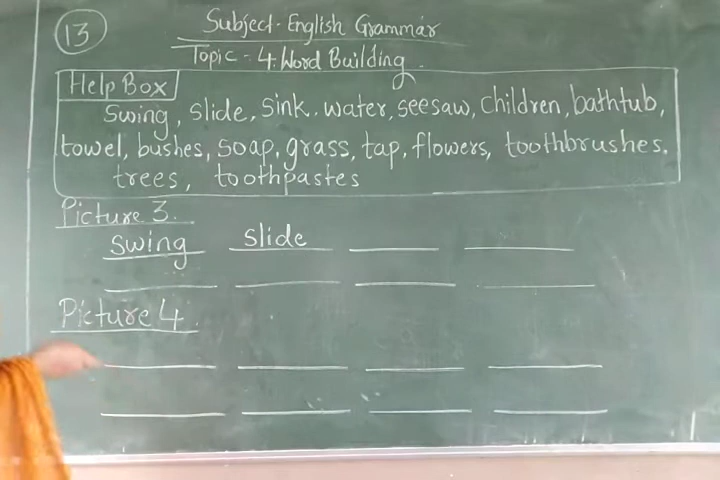 13
Subject - English Grammar
Topic - 4. Word Building.
Help Box
Swing, slide, Sink, water, seesaw, children, bathtub,
towel, bushes, soap, grass, tap, flowers, toothbrushes,
trees, toothpastes
Picture 3.
Swing slide
Picture 4.